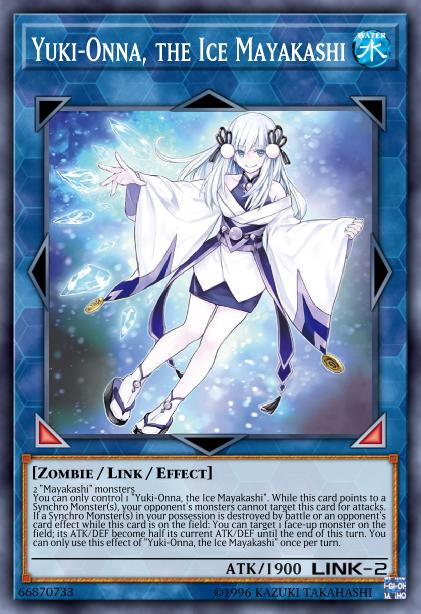 Yuki-Onna, the Ice Mayakashi
WATER
水
[Zombie / Link / Effect]
2 "Mayakashi" monsters
You can only control 1 "Yuki-Onna, the Ice Mayakashi". While this card points to a
Synchro Monster(s), your opponent's monsters cannot target this card for attacks.
If a Synchro Monster(s) in your possession is destroyed by battle or an opponent's
card effect while this card is on the field: You can target 1 face-up monster on the
field; its ATK/DEF become half its current ATK/DEF until the end of this turn. You
can only use this effect of "Yuki-Onna, the Ice Mayakashi" once per turn.
ATK/1900 LINK-2
66870733 ©1996 KAZUKI TAKAHASHI